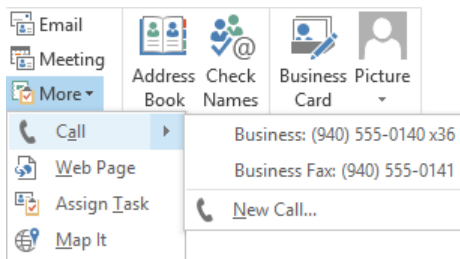 Email
Meeting
More
Address Book
Check Names
Business Card
Picture
Call
Web Page
Assign Task
Map It
Business: (940) 555-0140 x36
Business Fax: (940) 555-0141
New Call...